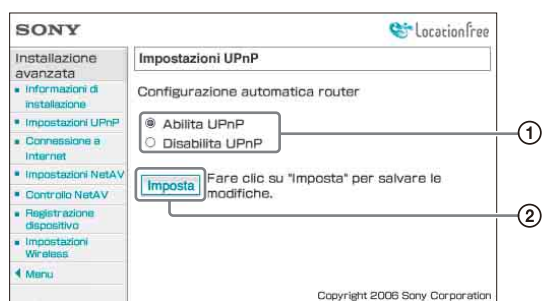 SONY
LocationFree
Installazione
avanzata
Informazioni di
installazione
Impostazioni UPnP
Connessione a
Internet
Impostazioni NetAV
Controllo NetAV
Registrazione
dispositivo
Impostazioni
Wireless
Menu
Impostazioni UPnP
Configurazione automatica router
Abilita UPnP
Disabilita UPnP
1
Imposta
Fare clic su "Imposta" per salvare le
modifiche.
2
Copyright 2006 Sony Corporation